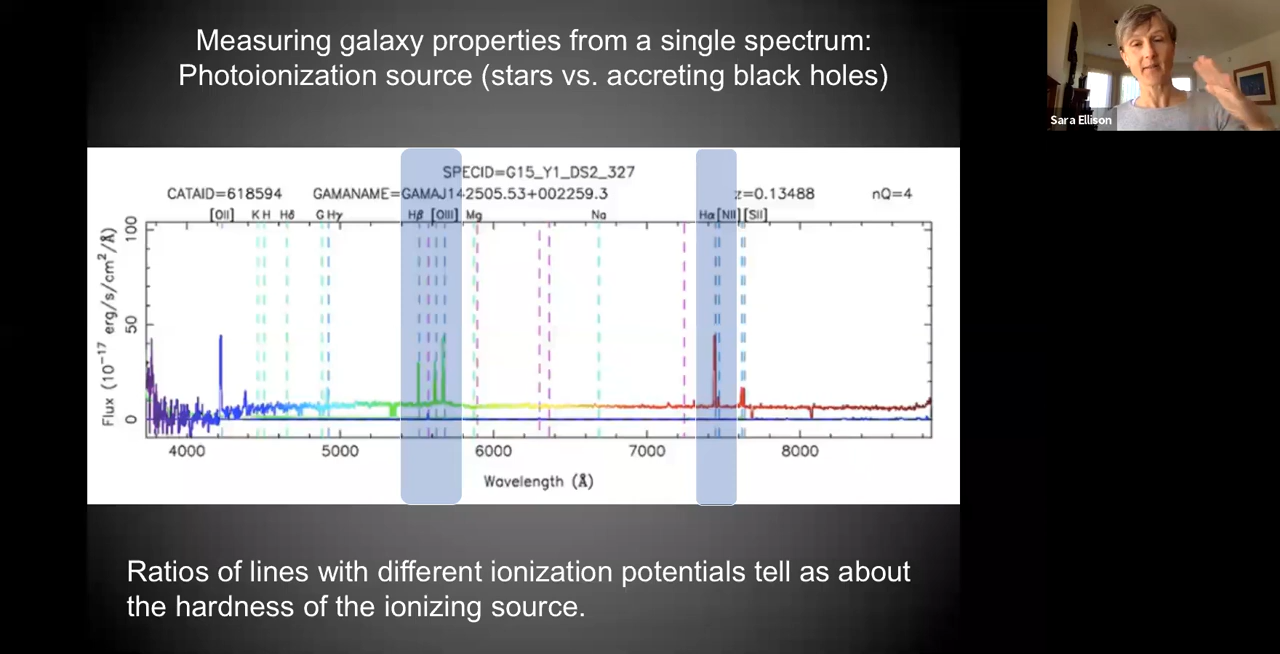 Measuring galaxy properties from a single spectrum:
Photoionization source (stars vs. accreting black holes)
Sara Ellison
SPECID=G15_Y1_DS2_327
CATAID=618594 GAMANAME=GAMAJ142505.53+002259.3 z=0.13488 nQ=4
[OII] K H Hδ G Hγ Hβ [OIII] Mg Na Hα [NII] [SII]
100
50
0
Flux (10⁻¹⁷ erg/s/cm²/Å)
4000 5000 6000 7000 8000
Wavelength (Å)
Ratios of lines with different ionization potentials tell as about
the hardness of the ionizing source.